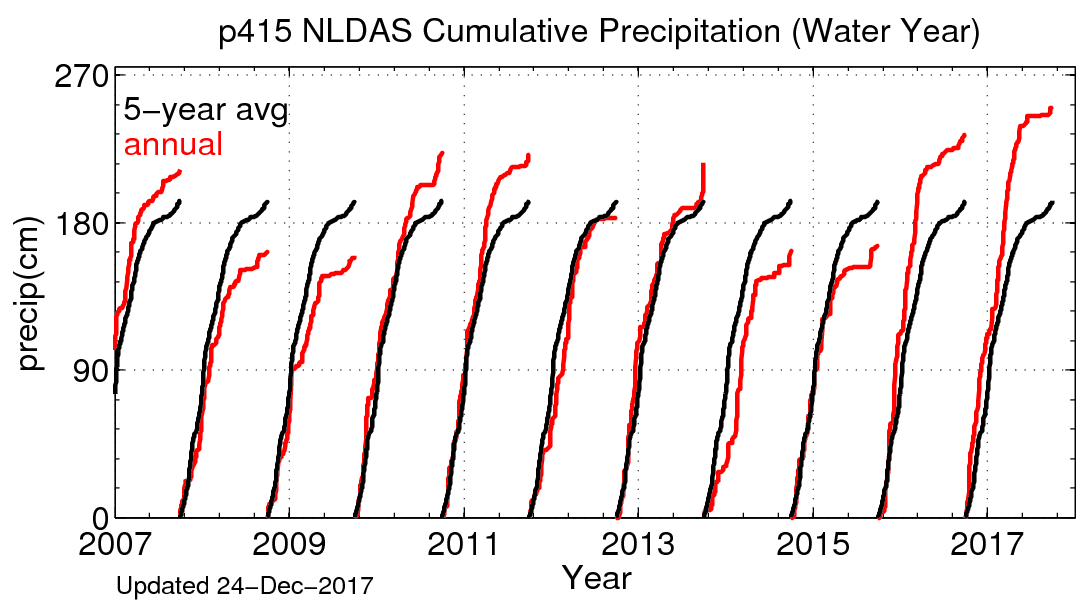 p415 NLDAS Cumulative Precipitation (Water Year)
270
5−year avg
annual
180
precip(cm)
90
0
2007 2009 2011 2013 2015 2017
Year
Updated 24−Dec−2017